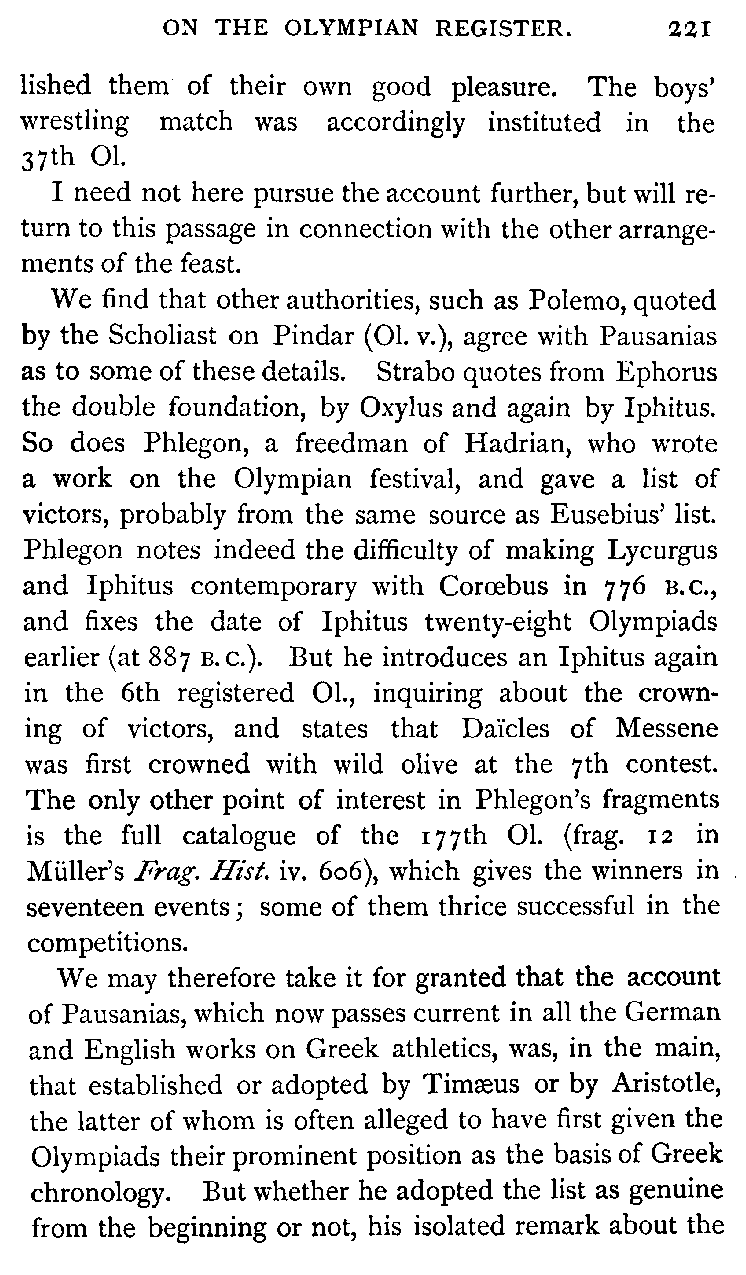 ON THE OLYMPIAN REGISTER. 221
lished them of their own good pleasure. The boys'
wrestling match was accordingly instituted in the
37th Ol.
I need not here pursue the account further, but will re-
turn to this passage in connection with the other arrange-
ments of the feast.
We find that other authorities, such as Polemo, quoted
by the Scholiast on Pindar (Ol. v.), agree with Pausanias
as to some of these details. Strabo quotes from Ephorus
the double foundation, by Oxylus and again by Iphitus.
So does Phlegon, a freedman of Hadrian, who wrote
a work on the Olympian festival, and gave a list of
victors, probably from the same source as Eusebius' list.
Phlegon notes indeed the difficulty of making Lycurgus
and Iphitus contemporary with Corœbus in 776 B.C.,
and fixes the date of Iphitus twenty-eight Olympiads
earlier (at 887 B.C.). But he introduces an Iphitus again
in the 6th registered Ol., inquiring about the crown-
ing of victors, and states that Daïcles of Messene
was first crowned with wild olive at the 7th contest.
The only other point of interest in Phlegon's fragments
is the full catalogue of the 177th Ol. (frag. 12 in
Müller's Frag. Hist. iv. 606), which gives the winners in
seventeen events; some of them thrice successful in the
competitions.
We may therefore take it for granted that the account
of Pausanias, which now passes current in all the German
and English works on Greek athletics, was, in the main,
that established or adopted by Timæus or by Aristotle,
the latter of whom is often alleged to have first given the
Olympiads their prominent position as the basis of Greek
chronology. But whether he adopted the list as genuine
from the beginning or not, his isolated remark about the